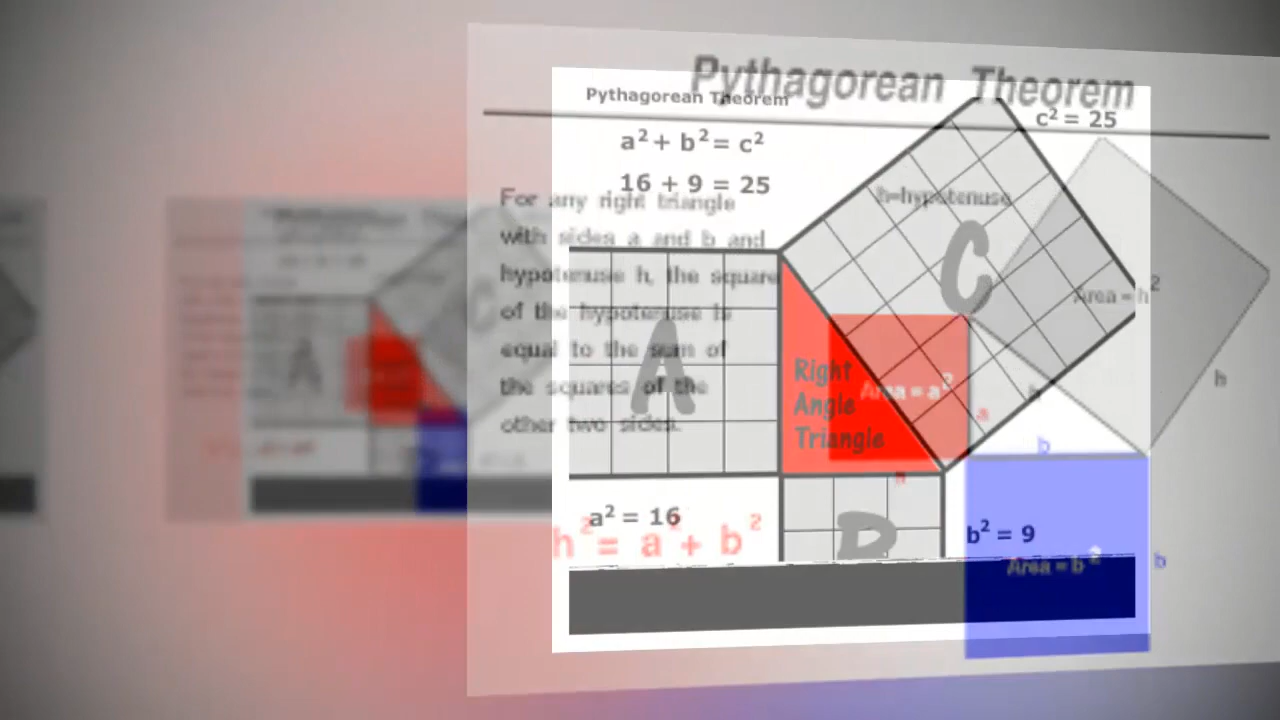 Pythagorean Theorem
Pythagorean Theorem
c² = 25
a² + b² = c²
16 + 9 = 25
h=hypotenuse
For any right triangle
with sides a and b and
hypotenuse h, the square
of the hypotenuse is
equal to the sum of
the squares of the
other two sides.
C
Area = h²
A
Right
Angle
Triangle
Area = a²
a
h
h
b
a
a² = 16
h² = a² + b²
B
b² = 9
Area = b²
b